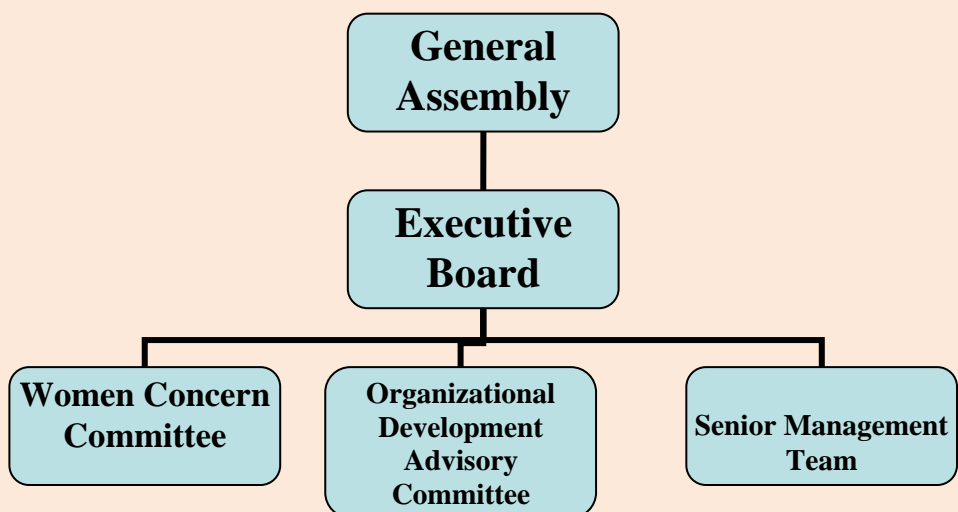 General
Assembly
Executive
Board
Women Concern
Committee
Organizational
Development
Advisory
Committee
Senior Management
Team